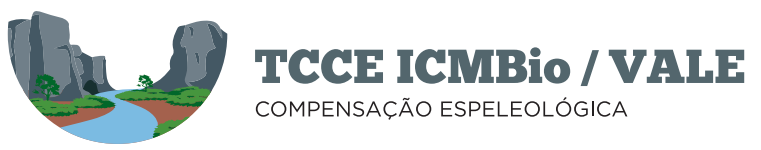 TCCE ICMBio / VALE
COMPENSAÇÃO ESPELEOLÓGICA